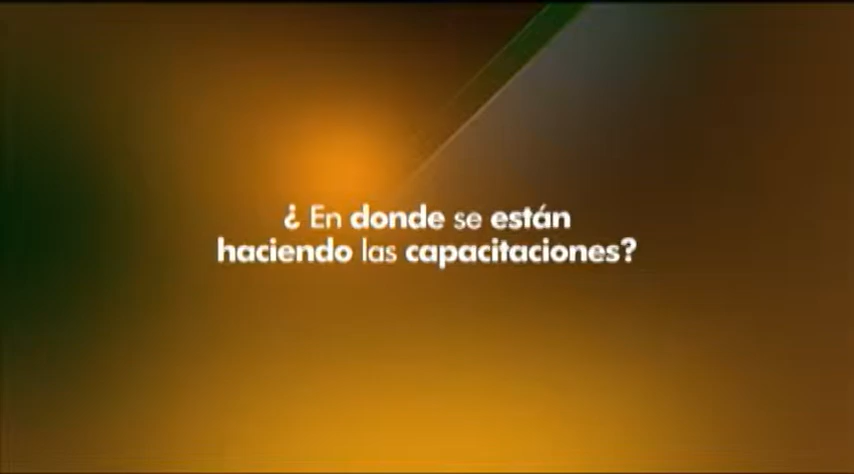 ¿ En donde se están
haciendo las capacitaciones?